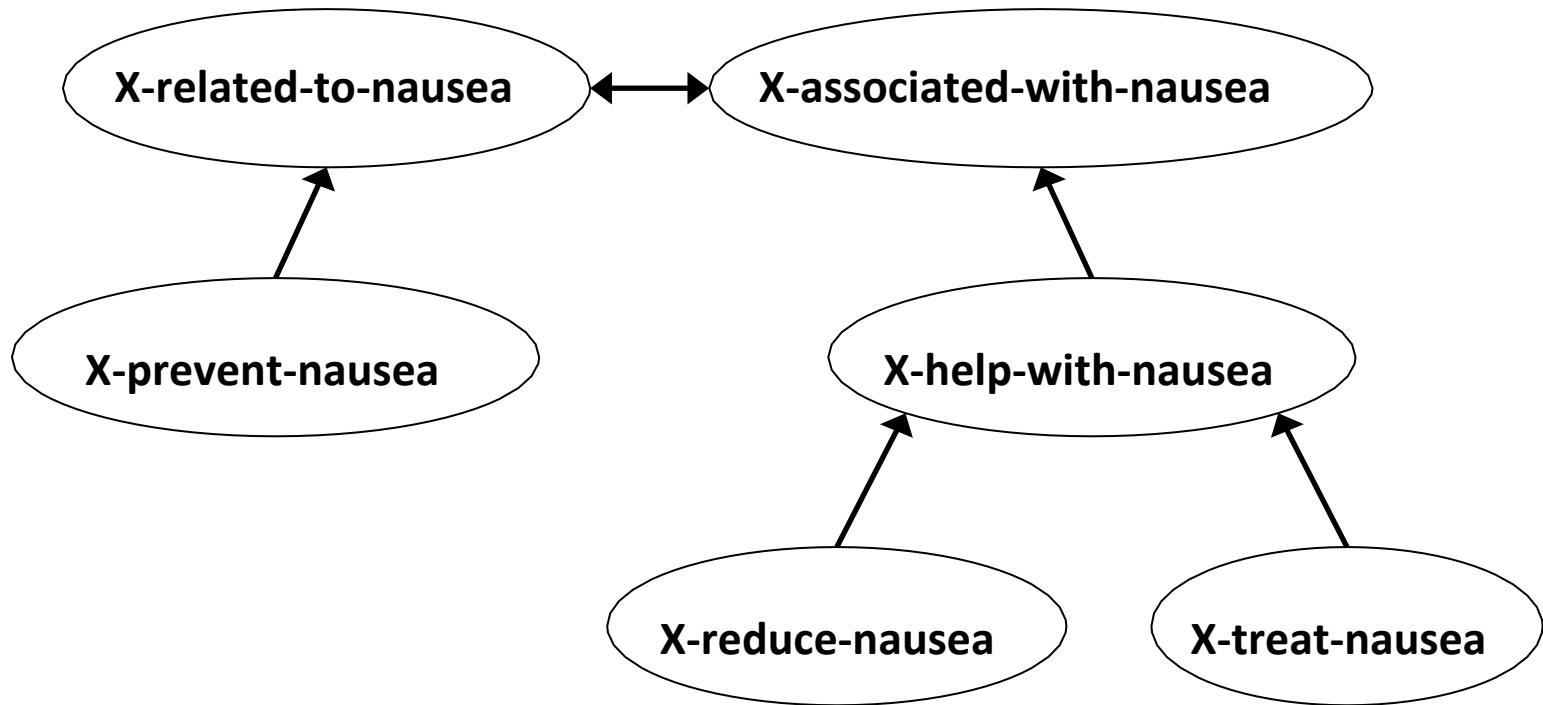 X-related-to-nausea
X-associated-with-nausea
X-prevent-nausea
X-help-with-nausea
X-reduce-nausea
X-treat-nausea